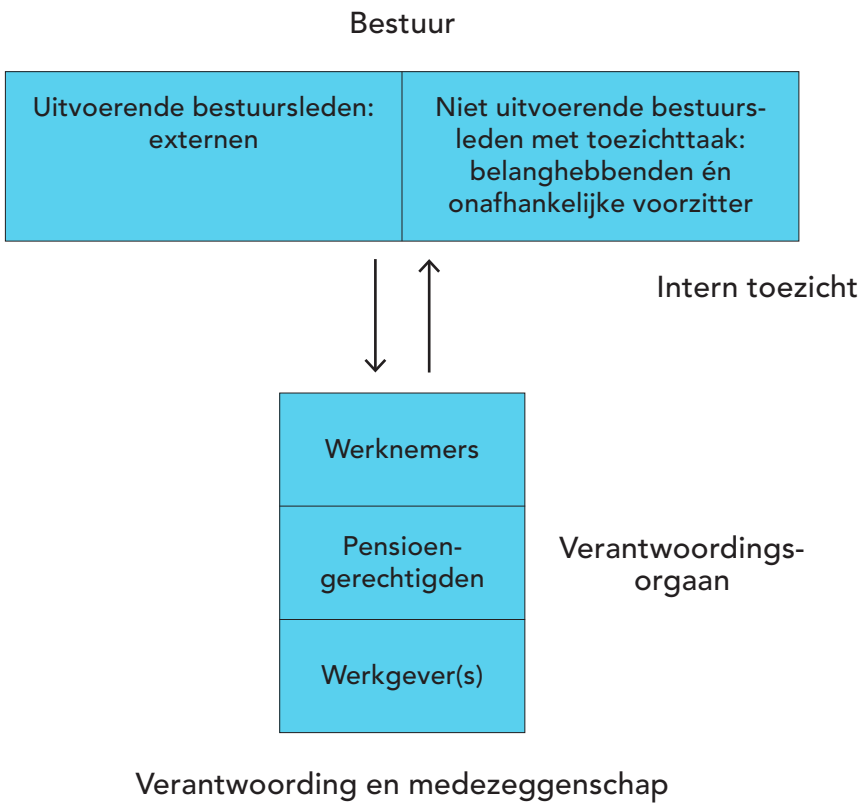 Bestuur
Uitvoerende bestuursleden:
externen
Niet uitvoerende bestuurs-
leden met toezichttaak:
belanghebbenden én
onafhankelijke voorzitter
Intern toezicht
Werknemers
Pensioen-
gerechtigden
Werkgever(s)
Verantwoordings-
orgaan
Verantwoording en medezeggenschap